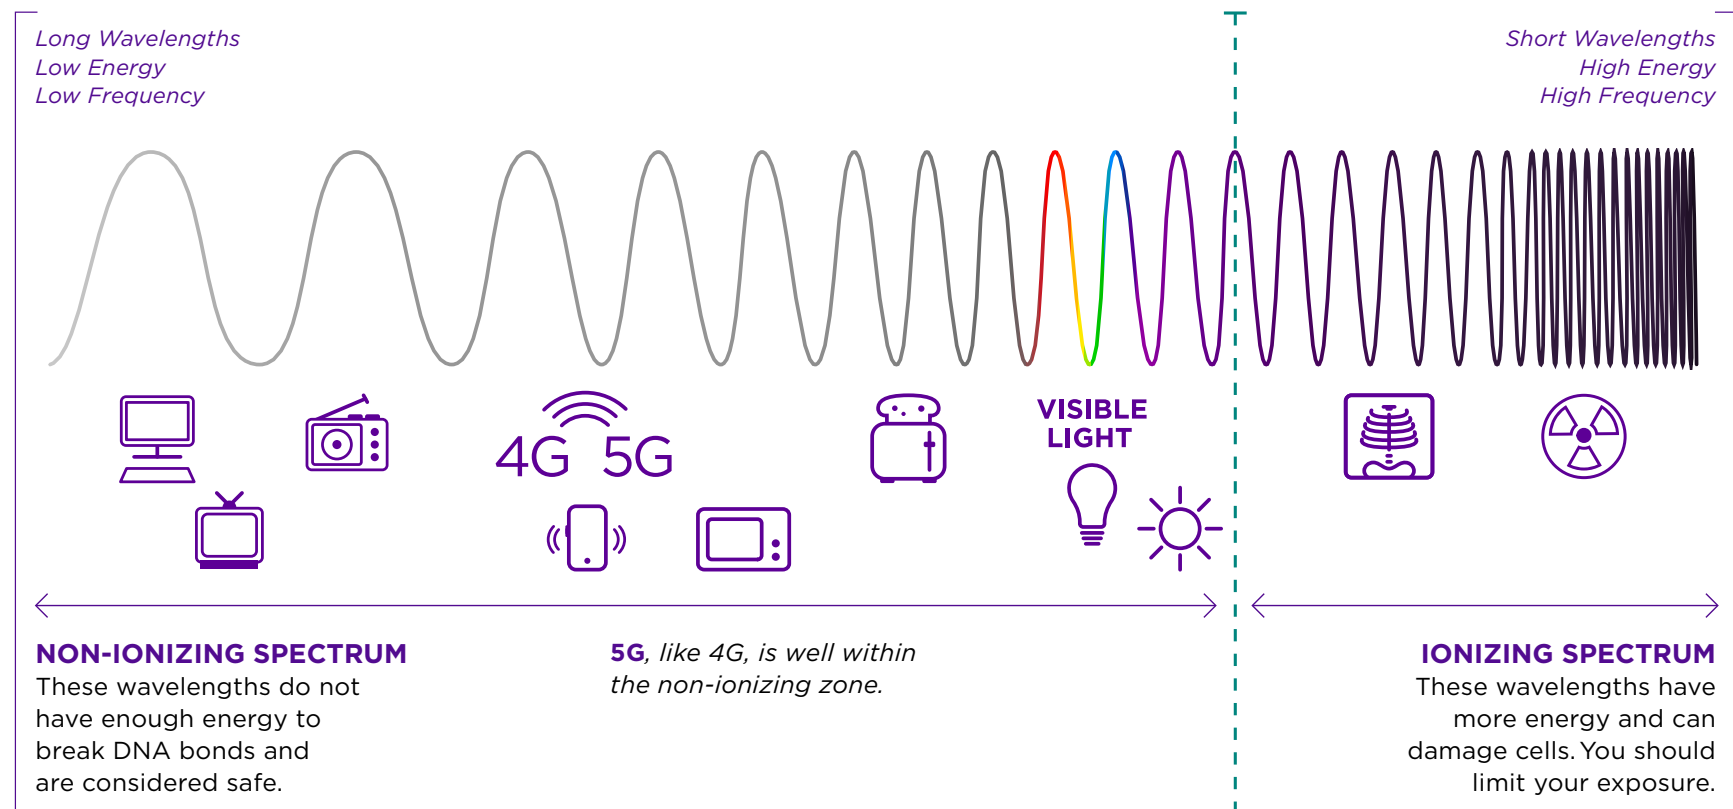 Long Wavelengths
Low Energy
Low Frequency
Short Wavelengths
High Energy
High Frequency
4G 5G
VISIBLE
LIGHT
NON-IONIZING SPECTRUM
These wavelengths do not
have enough energy to
break DNA bonds and
are considered safe.
5G, like 4G, is well within
the non-ionizing zone.
IONIZING SPECTRUM
These wavelengths have
more energy and can
damage cells. You should
limit your exposure.